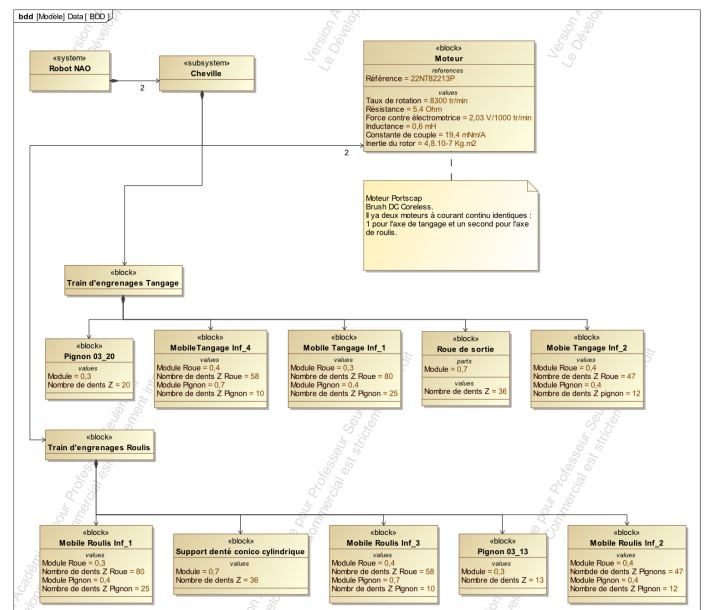 bdd [Modèle] Data [ BDD ]
«system»
Robot NAO
2
«subsystem»
Cheville
«block»
Moteur
references
Référence = 22NT82213P
values
Taux de rotation = 8300 tr/min
Résistance = 5,4 Ohm
Force contre électromotrice = 2,03 V/1000 tr/min
Inductance = 0,6 mH
Constante de couple = 19,4 mNm/A
Inertie du rotor = 4,8.10-7 Kg.m2
2
Moteur Portscap
Brush DC Coreless.
Il ya deux moteurs à courant continu identiques :
1 pour l'axe de tangage et un second pour l'axe
de roulis.
«block»
Train d'engrenages Tangage
«block»
Pignon 03_20
values
Module = 0,3
Nombre de dents Z = 20
«block»
MobileTangage Inf_4
values
Module Roue = 0,4
Nombre de dents Z Roue = 58
Module Pignon = 0,7
Nombre de dents Z Pignon = 10
«block»
Mobile Tangage Inf_1
values
Module Roue = 0,3
Nombre de dents Z Roue = 80
Module Pignon = 0,4
Nombre de dents Z Pignon = 25
«block»
Roue de sortie
parts
Module = 0,7
values
Nombre de dents Z = 36
«block»
Mobie Tangage Inf_2
values
Module Roue = 0,4
Nombre de dents Z Roue = 47
Module Pignon = 0,4
Nombre de dents Z pignon = 12
«block»
Train d'engrenages Roulis
«block»
Mobile Roulis Inf_1
values
Module Roue = 0,3
Nombre de dents Z Roue = 80
Module Pignon = 0,4
Nombre de dents Z Pignon = 25
«block»
Support denté conico cylindrique
values
Module = 0,7
Nombre de dents Z = 36
«block»
Mobile Roulis Inf_3
values
Module Roue = 0,4
Nombre de dents Z Roue = 58
Module Pignon = 0,7
Nombre de dents Z Pignon = 10
«block»
Pignon 03_13
values
Module = 0,3
Nombre de dents Z = 13
«block»
Mobile Roulis Inf_2
values
Module Roue = 0,4
Nombde de dents Z Pignons = 47
Module Pignons = 0,4
Nombre de dents Z Pignon = 12